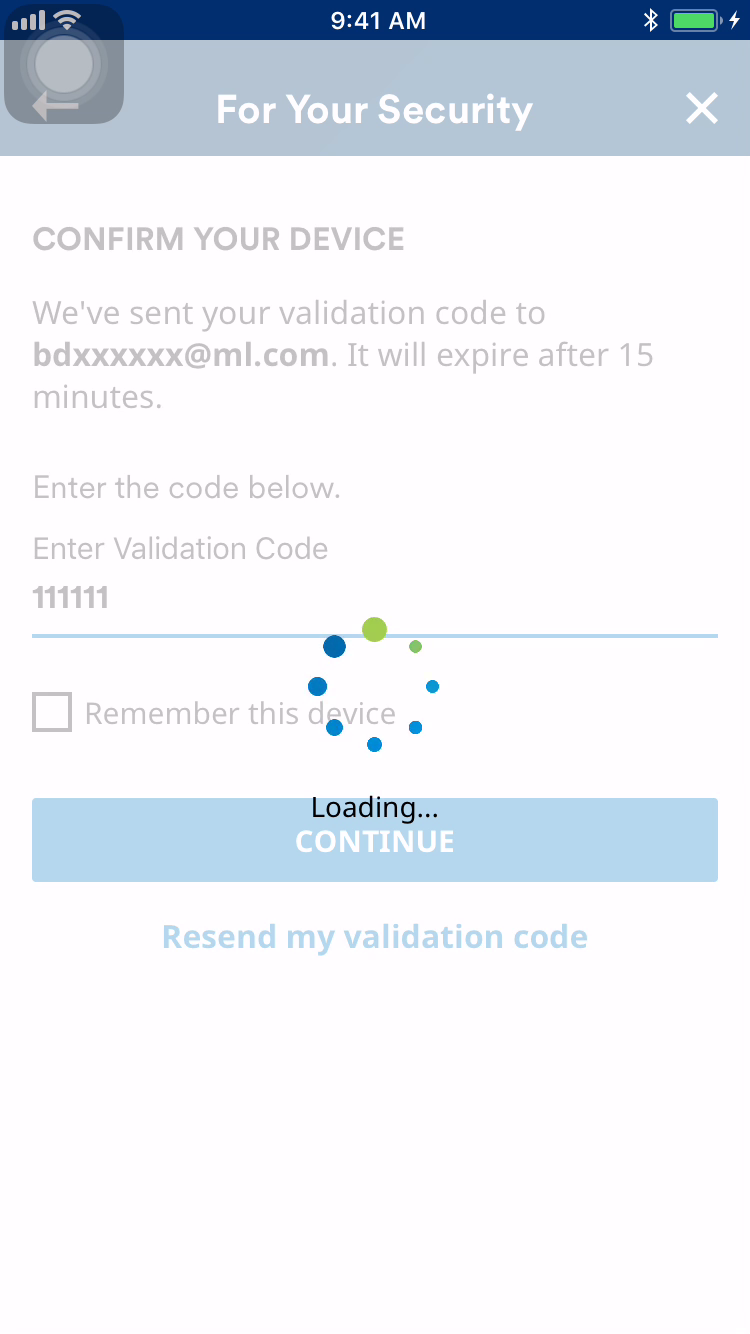 9:41 AM
For Your Security
CONFIRM YOUR DEVICE
We've sent your validation code to
bdxxxxxx@ml.com. It will expire after 15
minutes.
Enter the code below.
Enter Validation Code
111111
Remember this device
Loading...
CONTINUE
Resend my validation code